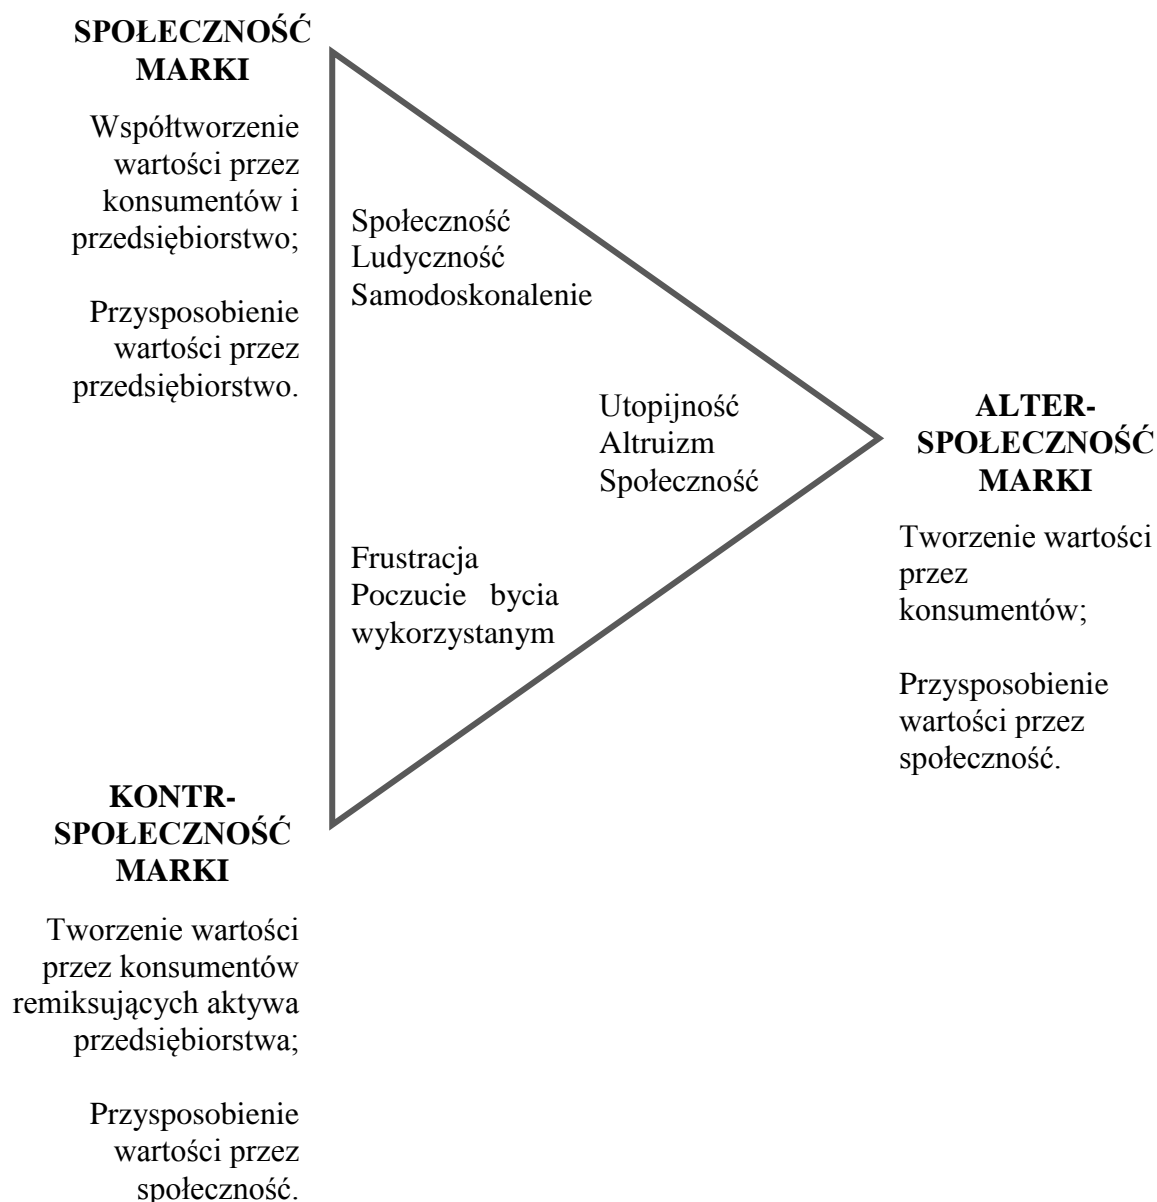 SPOŁECZNOŚĆ
MARKI
Współtworzenie
wartości przez
konsumentów i
przedsiębiorstwo;
Przysposobienie
wartości przez
przedsiębiorstwo.
Społeczność
Ludyczność
Samodoskonalenie
Utopijność
Altruizm
Społeczność
ALTER-
SPOŁECZNOŚĆ
MARKI
Tworzenie wartości
przez
konsumentów;
Przysposobienie
wartości przez
społeczność.
Frustracja
Poczucie bycia
wykorzystanym
KONTR-
SPOŁECZNOŚĆ
MARKI
Tworzenie wartości
przez konsumentów
remiksujących aktywa
przedsiębiorstwa;
Przysposobienie
wartości przez
społeczność.